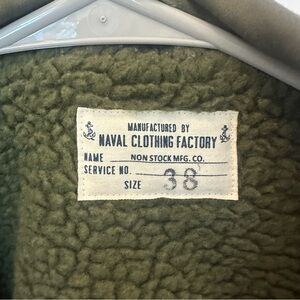 MANUFACTURED BY
NAVAL CLOTHING FACTORY
NAME NON STOCK MFG. CO.
SERVICE NO.
SIZE 38